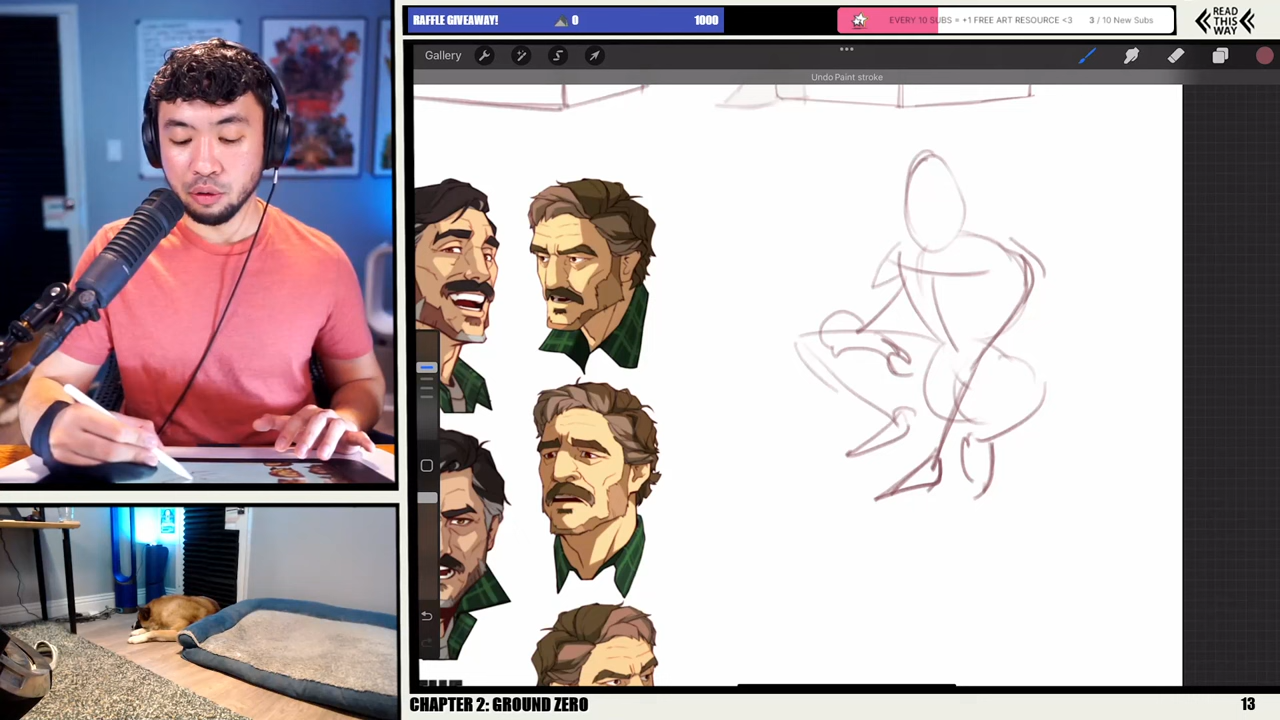 RAFFLE GIVEAWAY! 0 1000
EVERY 10 SUBS = +1 FREE ART RESOURCE <3 3 / 10 New Subs
READ
THIS
WAY
Gallery
Undo Paint stroke
CHAPTER 2: GROUND ZERO 13